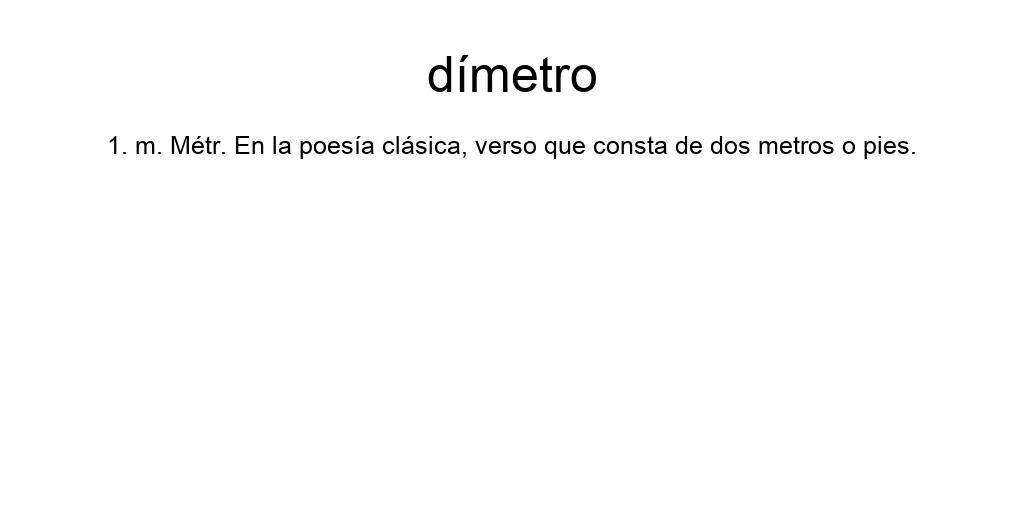 dímetro
1. m. Métr. En la poesía clásica, verso que consta de dos metros o pies.